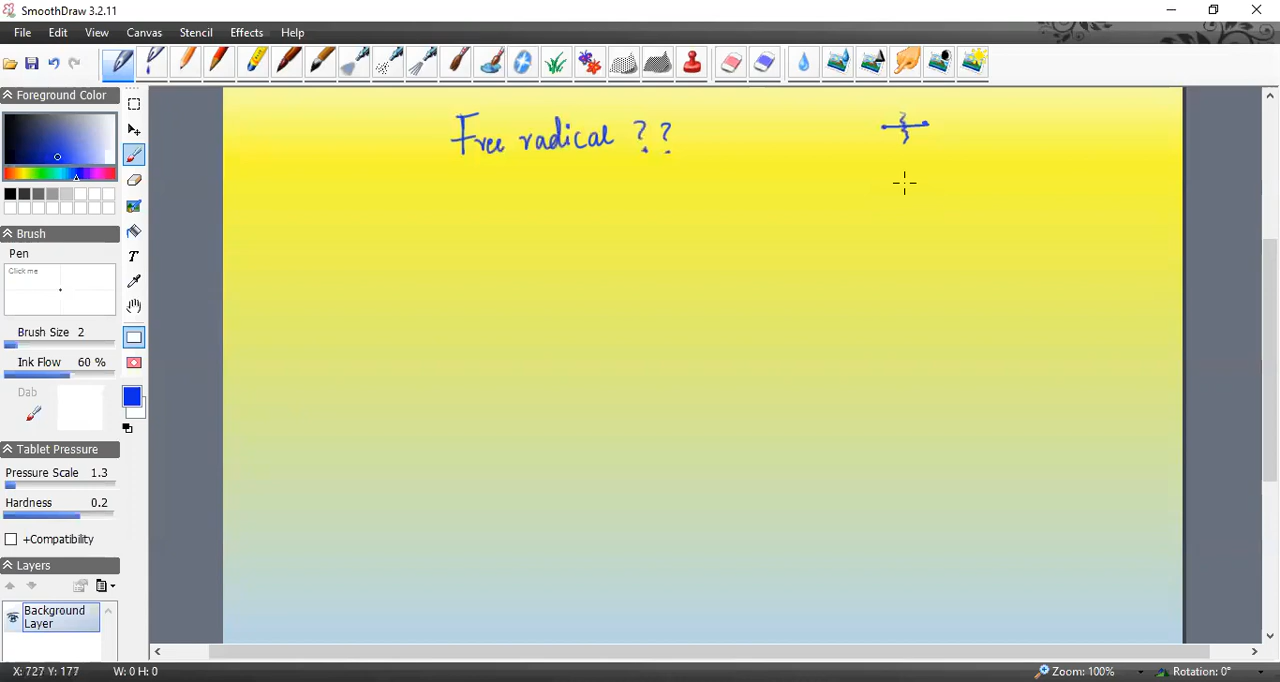 SmoothDraw 3.2.11
File Edit View Canvas Stencil Effects Help
Foreground Color
Free radical ??
Brush
Pen
Click me
Brush Size 2
Ink Flow 60 %
Dab
Tablet Pressure
Pressure Scale 1.3
Hardness 0.2
+Compatibility
Layers
Background
Layer
X: 727 Y: 177 W: 0 H: 0 Zoom: 100% Rotation: 0°